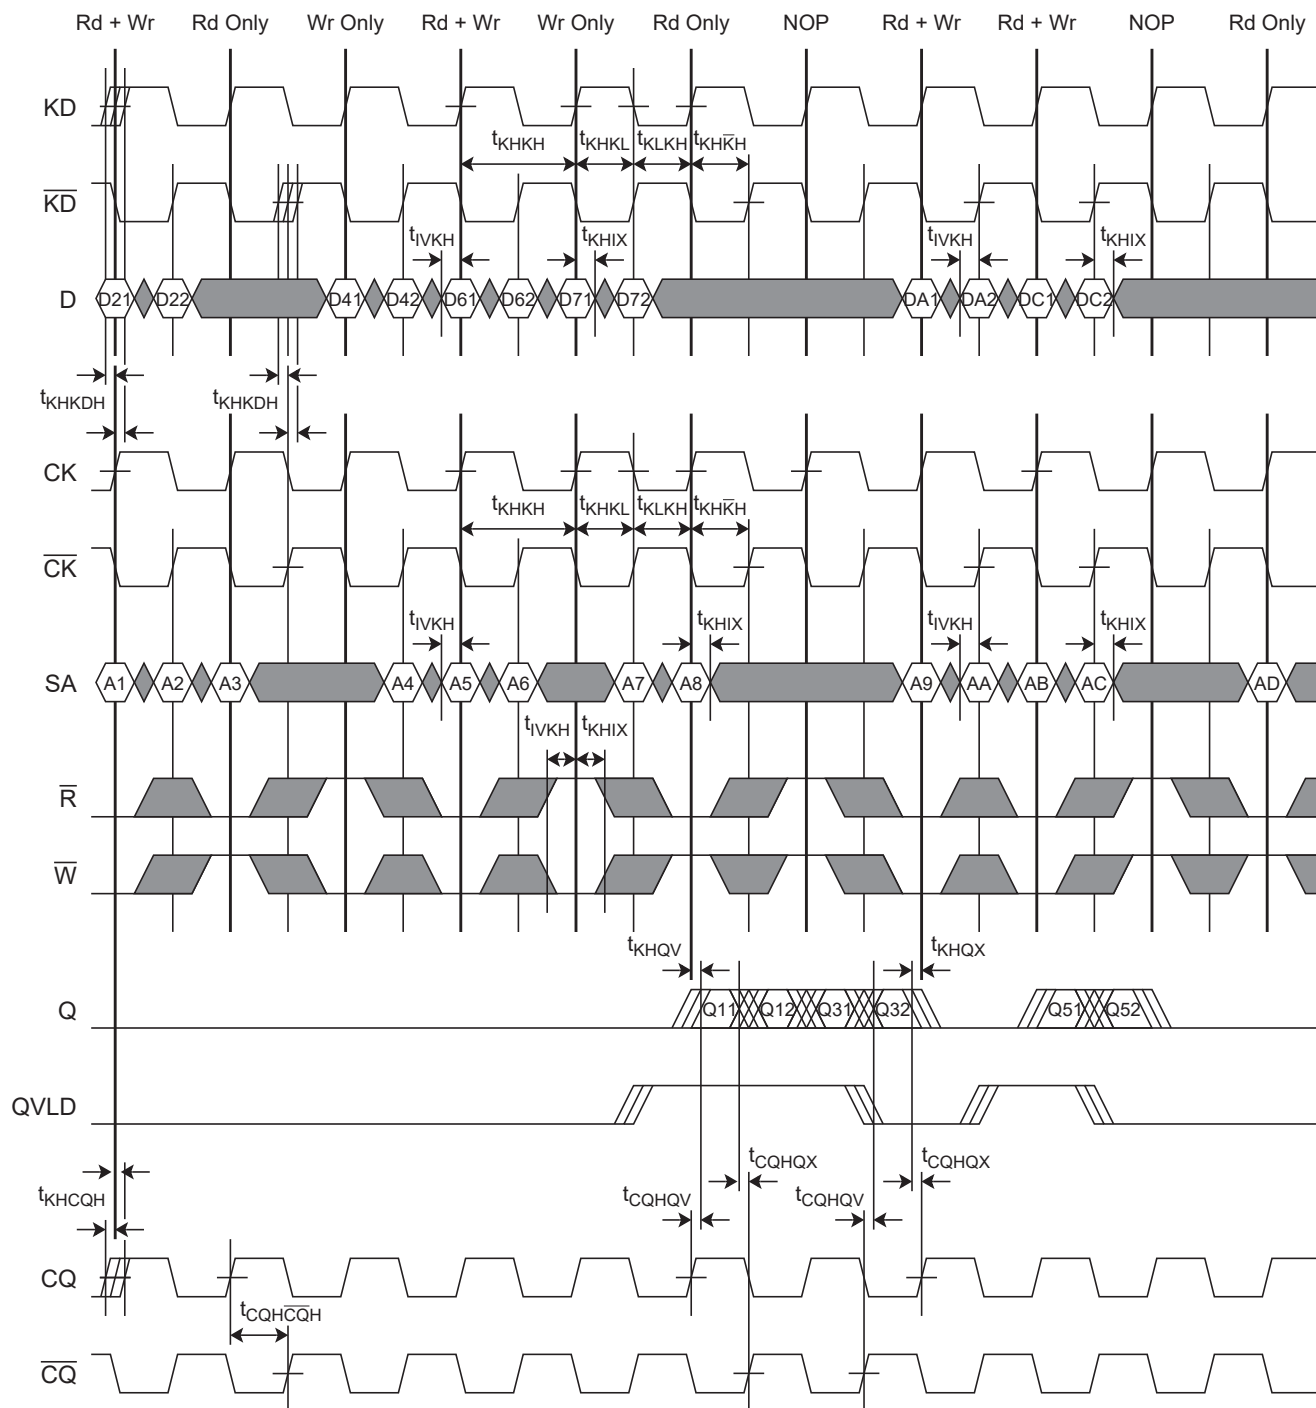 Rd + Wr Rd Only Wr Only Rd + Wr Wr Only Rd Only NOP Rd + Wr Rd + Wr NOP Rd Only
KD
tKHKH tKHKL tKLKH tKHK̅H
K̅D̅
tIVKH tKHIX tIVKH tKHIX
D D21 D22 D41 D42 D61 D62 D71 D72 DA1 DA2 DC1 DC2
tKHKDH tKHKDH
CK
tKHKH tKHKL tKLKH tKHK̅H
C̅K̅
tIVKH tKHIX tIVKH tKHIX
SA A1 A2 A3 A4 A5 A6 A7 A8 A9 AA AB AC AD
tIVKH tKHIX
R̅
W̅
tKHQV tKHQX
Q Q11 Q12 Q31 Q32 Q51 Q52
QVLD
tCQHQX tCQHQX
tKHCQH tCQHQV tCQHQV
CQ
tCQHC̅Q̅H
C̅Q̅